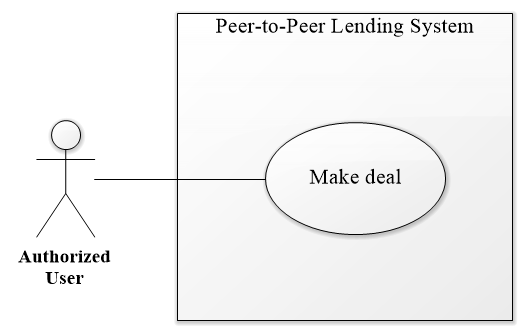 Peer-to-Peer Lending System
Make deal
Authorized
User